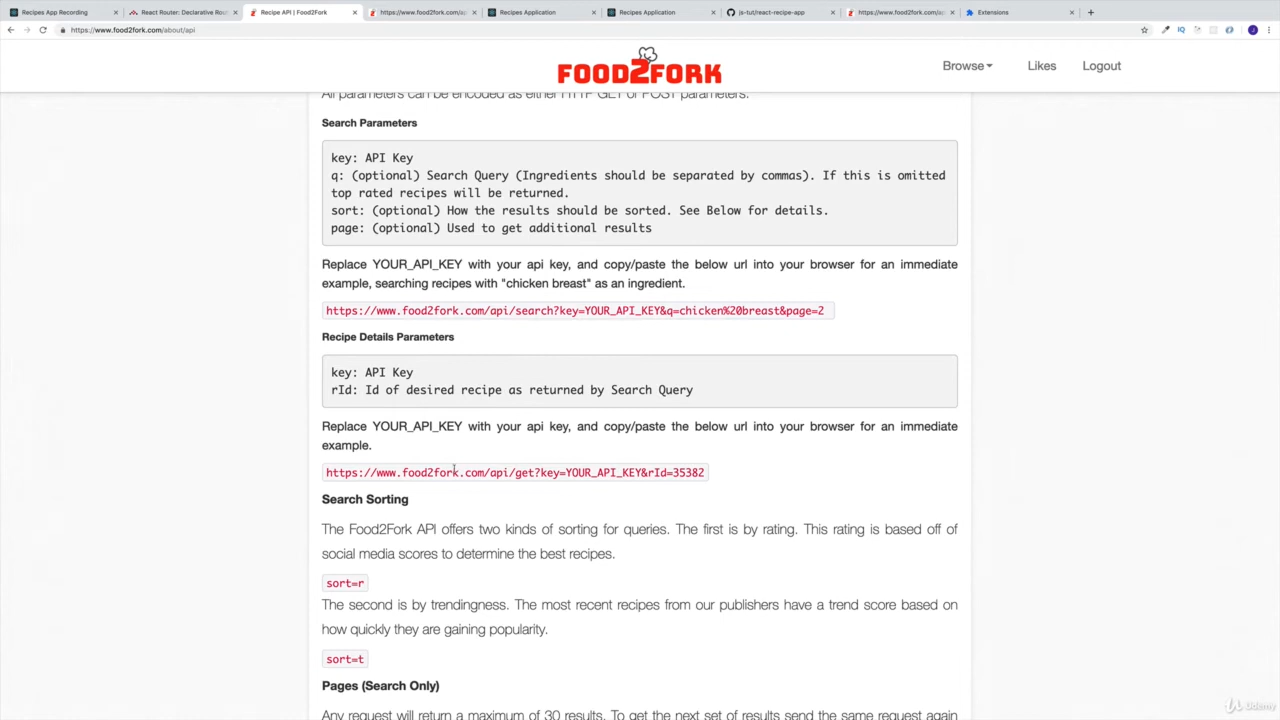 Recipes App Recording
React Router: Declarative Rou
Recipe API | Food2Fork
https://www.food2fork.com/ap
Recipes Application
Recipes Application
ja-tut/react-recipe-app
https://www.food2fork.com/ap
Extensions
https://www.food2fork.com/about/api
FOOD2FORK
Browse
Likes
Logout
All parameters can be encoded as either HTTP GET or POST parameters.
Search Parameters
key: API Key
q: (optional) Search Query (Ingredients should be separated by commas). If this is omitted
top rated recipes will be returned.
sort: (optional) How the results should be sorted. See Below for details.
page: (optional) Used to get additional results
Replace YOUR_API_KEY with your api key, and copy/paste the below url into your browser for an immediate
example, searching recipes with "chicken breast" as an ingredient.
https://www.food2fork.com/api/search?key=YOUR_API_KEY&q=chicken%20breast&page=2
Recipe Details Parameters
key: API Key
rId: Id of desired recipe as returned by Search Query
Replace YOUR_API_KEY with your api key, and copy/paste the below url into your browser for an immediate
example.
https://www.food2fork.com/api/get?key=YOUR_API_KEY&rId=35382
Search Sorting
The Food2Fork API offers two kinds of sorting for queries. The first is by rating. This rating is based off of
social media scores to determine the best recipes.
sort=r
The second is by trendingness. The most recent recipes from our publishers have a trend score based on
how quickly they are gaining popularity.
sort=t
Pages (Search Only)
Any request will return a maximum of 30 results. To get the next set of results send the same request again
Udemy